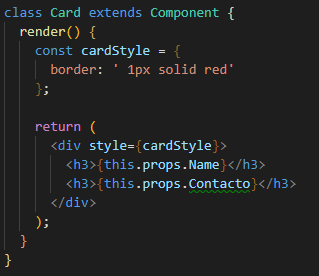 class Card extends Component {
  render() {
    const cardStyle = {
      border: ' 1px solid red'
    };

    return (
      <div style={cardStyle}>
        <h3>{this.props.Name}</h3>
        <h3>{this.props.Contacto}</h3>
      </div>
    );
  }
}